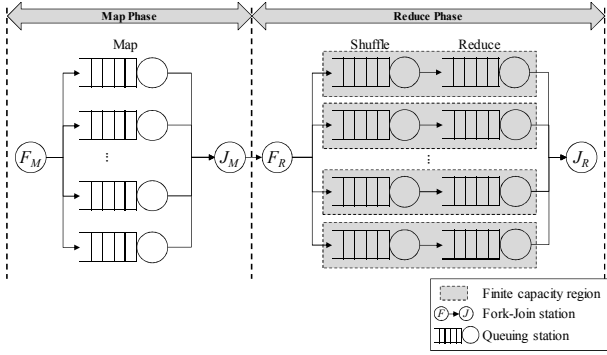 Map Phase Reduce Phase
Map Shuffle Reduce
F_M J_M F_R J_R
...
...
Finite capacity region
F J Fork-Join station
Queuing station